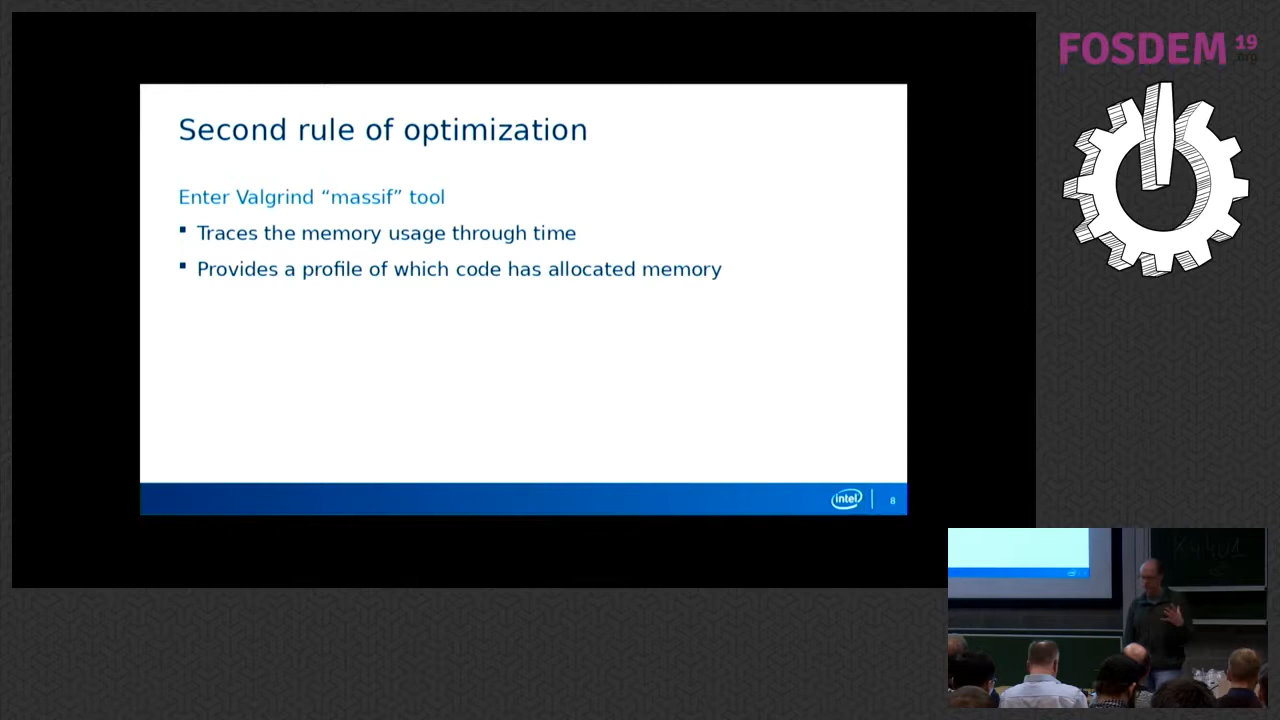 FOSDEM 19
.org
Second rule of optimization
Enter Valgrind “massif” tool
Traces the memory usage through time
Provides a profile of which code has allocated memory
intel
8